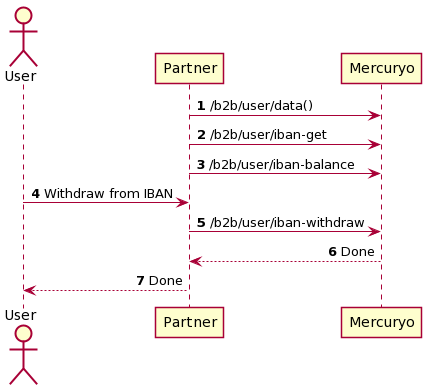 User
Partner
Mercuryo
1 /b2b/user/data()
2 /b2b/user/iban-get
3 /b2b/user/iban-balance
4 Withdraw from IBAN
5 /b2b/user/iban-withdraw
6 Done
7 Done
User
Partner
Mercuryo